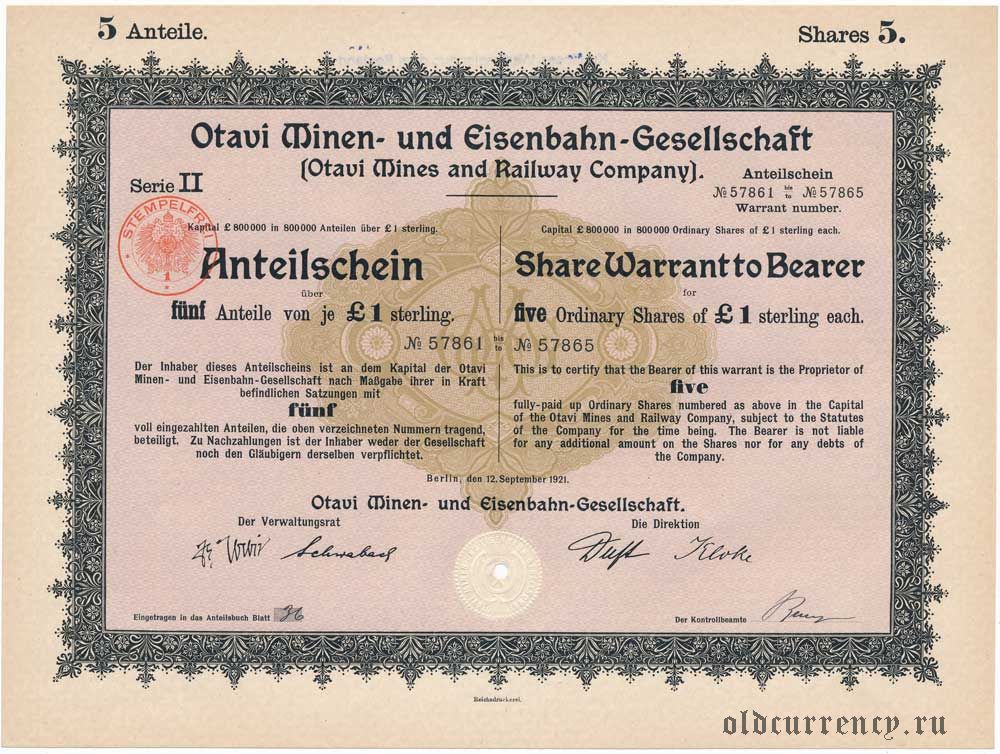 5 Anteile.
Shares 5.
Otavi Minen- und Eisenbahn-Gesellschaft
(Otavi Mines and Railway Company).
Serie II
Anteilschein
№ 57861 bis to № 57865
Warrant number.
STEMPELFREI
1
Kapital £ 800000 in 800000 Anteilen über £1 sterling.
Anteilschein
über
fünf Anteile von je £1 sterling.
Capital £ 800000 in 800000 Ordinary Shares of £1 sterling each.
Share Warrant to Bearer
for
five Ordinary Shares of £1 sterling each.
№ 57861 bis to № 57865
Der Inhaber dieses Anteilscheins ist an dem Kapital der Otavi
Minen- und Eisenbahn-Gesellschaft nach Maßgabe ihrer in Kraft
befindlichen Satzungen mit
fünf
voll eingezahlten Anteilen, die oben verzeichneten Nummern tragend,
beteiligt. Zu Nachzahlungen ist der Inhaber weder der Gesellschaft
noch den Gläubigern derselben verpflichtet.
This is to certify that the Bearer of this warrant is the Proprietor of
five
fully-paid up Ordinary Shares numbered as above in the Capital
of the Otavi Mines and Railway Company, subject to the Statutes
of the Company for the time being. The Bearer is not liable
for any additional amount on the Shares nor for any debts of
the Company.
Berlin, den 12. September 1921.
Otavi Minen- und Eisenbahn-Gesellschaft.
Der Verwaltungsrat
Die Direktion
Schwabach
Duft
Kloke
Eingetragen in das Anteilsbuch Blatt 26
Der Kontrollbeamte
Reichsdruckerei.
oldcurrency.ru